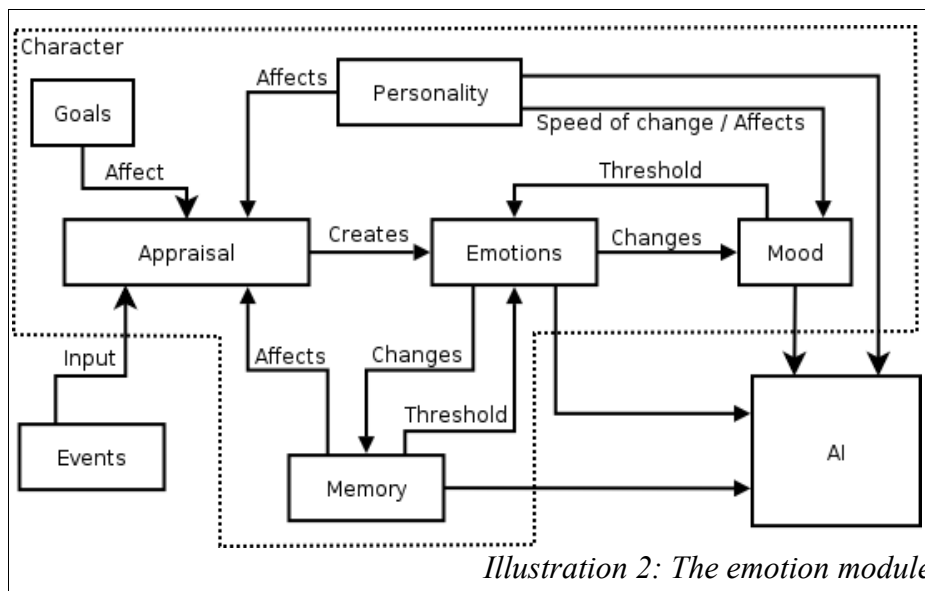 Character
Affects
Personality
Goals
Speed of change / Affects
Affect
Threshold
Appraisal
Creates
Emotions
Changes
Mood
Input
Affects
Changes
Threshold
Events
Memory
AI
Illustration 2: The emotion module